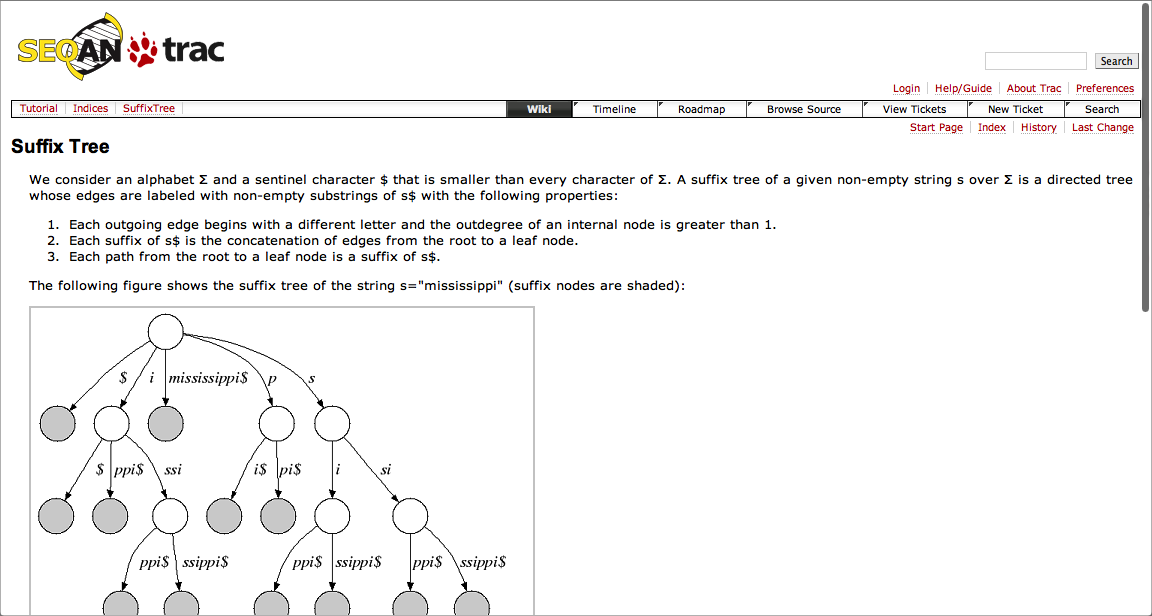 SEQAN trac
Search
Login Help/Guide About Trac Preferences
Tutorial Indices SuffixTree Wiki Timeline Roadmap Browse Source View Tickets New Ticket Search
Start Page Index History Last Change
Suffix Tree
We consider an alphabet Σ and a sentinel character $ that is smaller than every character of Σ. A suffix tree of a given non-empty string s over Σ is a directed tree
whose edges are labeled with non-empty substrings of s$ with the following properties:
1. Each outgoing edge begins with a different letter and the outdegree of an internal node is greater than 1.
2. Each suffix of s$ is the concatenation of edges from the root to a leaf node.
3. Each path from the root to a leaf node is a suffix of s$.
The following figure shows the suffix tree of the string s="mississippi" (suffix nodes are shaded):
$ i mississippi$ p s
$ ppi$ ssi i$ pi$ i si
ppi$ ssippi$ ppi$ ssippi$ ppi$ ssippi$